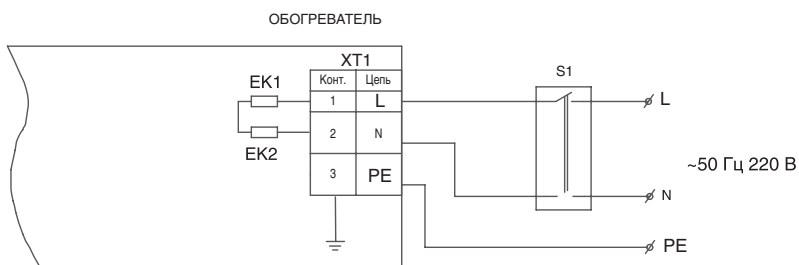 ОБОГРЕВАТЕЛЬ
XT1
Конт. Цепь
EK1
1 L
2 N
EK2
3 PE
S1
L
N
~50 Гц 220 В
PE